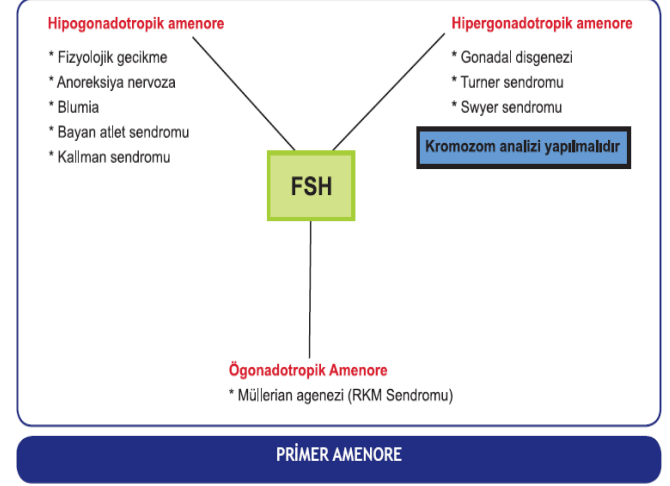 Hipogonadotropik amenore
* Fizyolojik gecikme
* Anoreksiya nervoza
* Blumia
* Bayan atlet sendromu
* Kallman sendromu
Hipergonadotropik amenore
* Gonadal disgenezi
* Turner sendromu
* Swyer sendromu
Kromozom analizi yapılmalıdır
FSH
Ögonadotropik Amenore
* Müllerian agenezi (RKM Sendromu)
PRİMER AMENORE